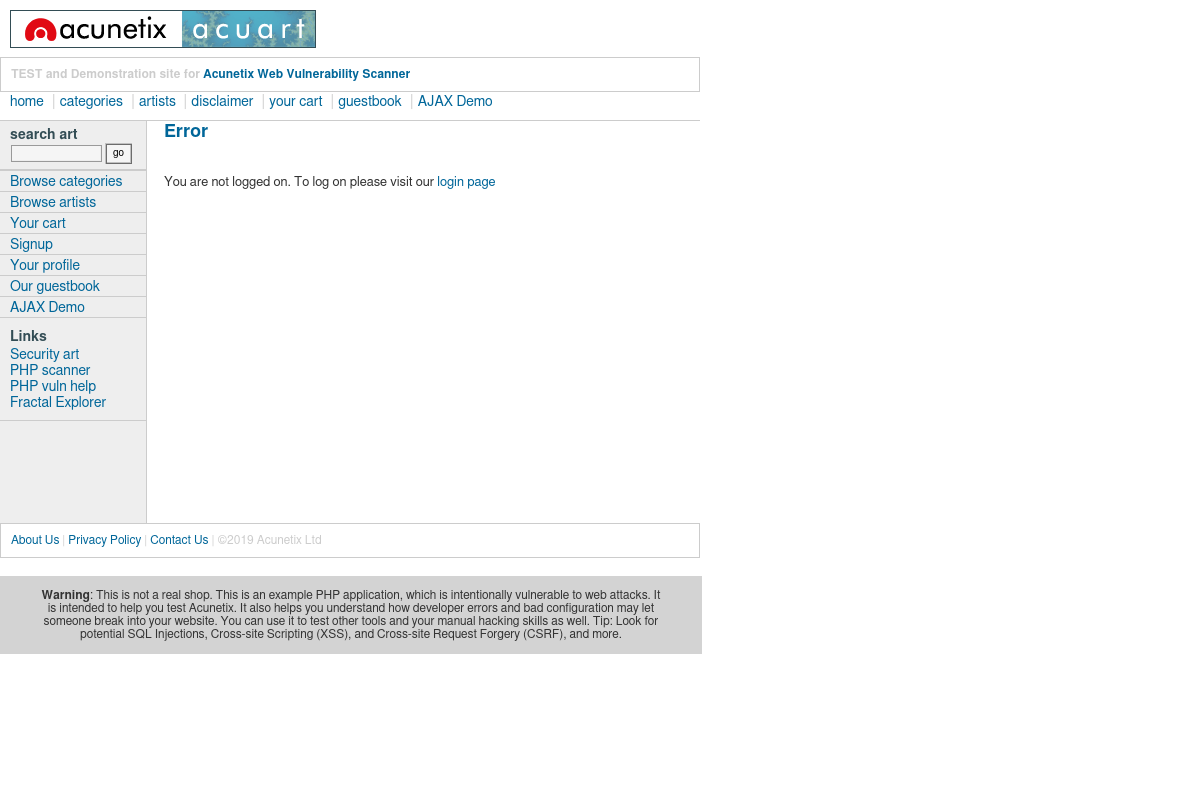 acunetix acuart
TEST and Demonstration site for Acunetix Web Vulnerability Scanner
home | categories | artists | disclaimer | your cart | guestbook | AJAX Demo
search art
go
Browse categories
Browse artists
Your cart
Signup
Your profile
Our guestbook
AJAX Demo
Links
Security art
PHP scanner
PHP vuln help
Fractal Explorer
Error
You are not logged on. To log on please visit our login page
About Us | Privacy Policy | Contact Us | ©2019 Acunetix Ltd
Warning: This is not a real shop. This is an example PHP application, which is intentionally vulnerable to web attacks. It
is intended to help you test Acunetix. It also helps you understand how developer errors and bad configuration may let
someone break into your website. You can use it to test other tools and your manual hacking skills as well. Tip: Look for
potential SQL Injections, Cross-site Scripting (XSS), and Cross-site Request Forgery (CSRF), and more.